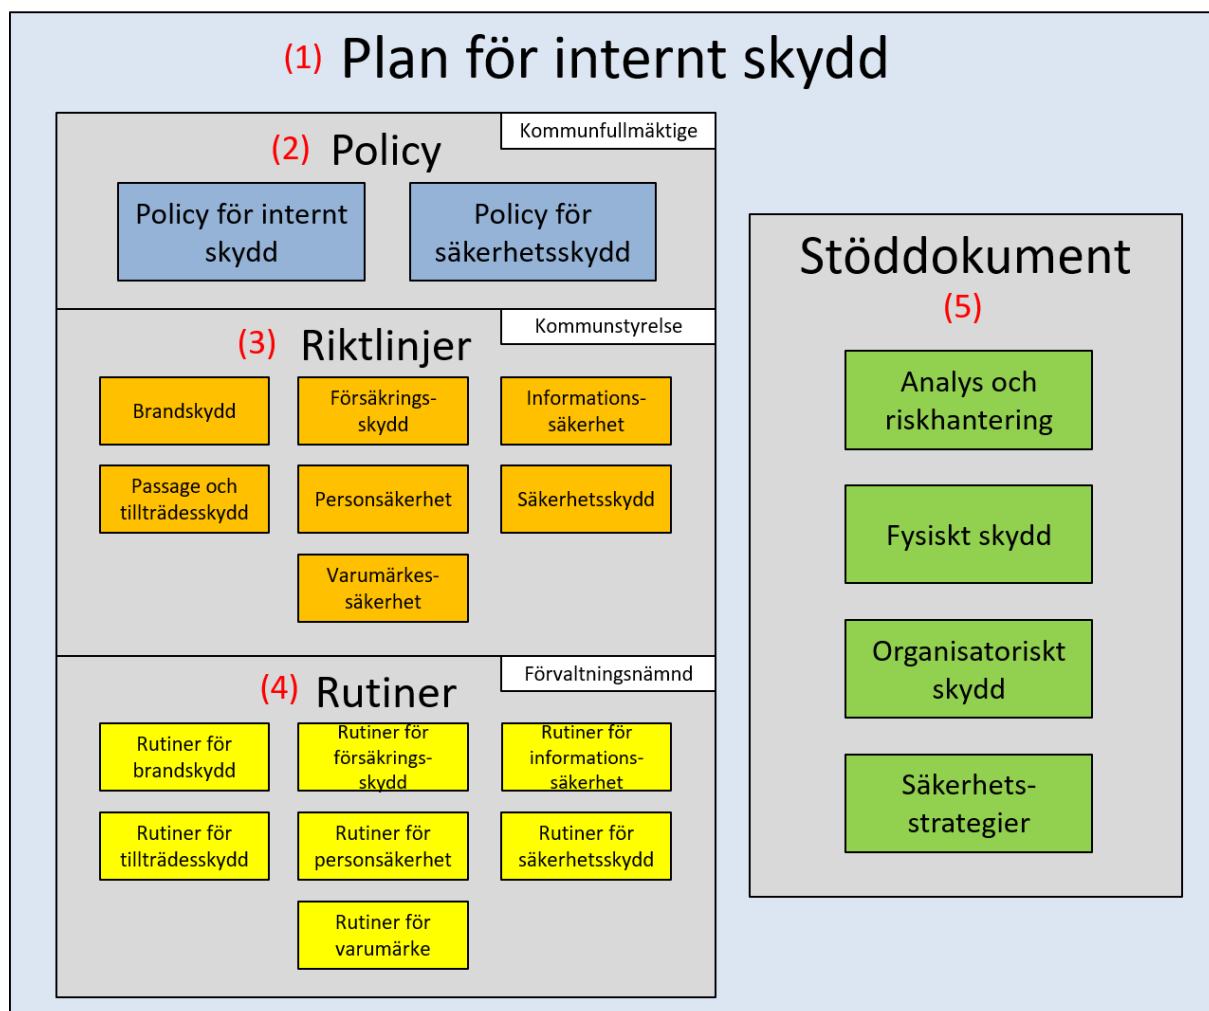 (1) Plan för internt skydd
Kommunfullmäktige
(2) Policy
Policy för internt
skydd
Policy för
säkerhetsskydd
Kommunstyrelse
(3) Riktlinjer
Brandskydd
Försäkrings-
skydd
Informations-
säkerhet
Passage och
tillträdesskydd
Personsäkerhet
Säkerhetsskydd
Varumärkes-
säkerhet
Förvaltningsnämnd
(4) Rutiner
Rutiner för
brandskydd
Rutiner för
försäkrings-
skydd
Rutiner för
informations-
säkerhet
Rutiner för
tillträdesskydd
Rutiner för
personsäkerhet
Rutiner för
säkerhetsskydd
Rutiner för
varumärke
Stöddokument
(5)
Analys och
riskhantering
Fysiskt skydd
Organisatoriskt
skydd
Säkerhets-
strategier